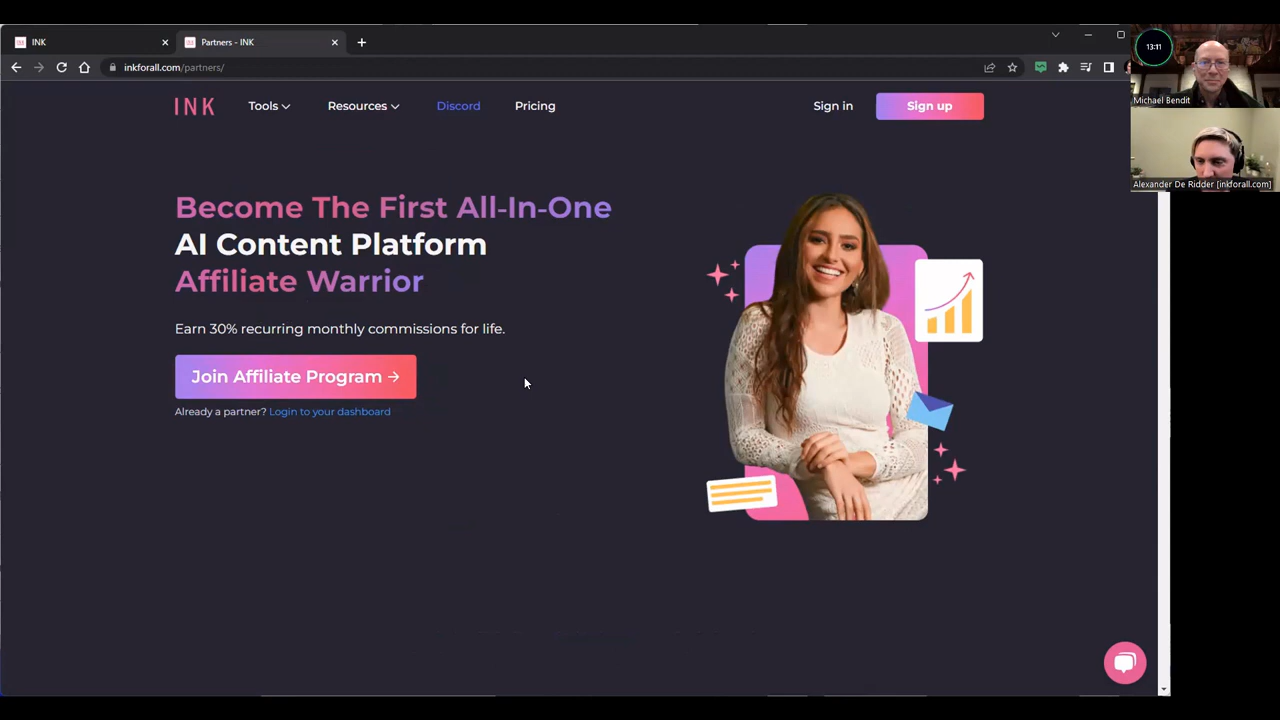 INK
Partners - INK
13:11
inkforall.com/partners/
Michael Bendit
INK
Tools
Resources
Discord
Pricing
Sign in
Sign up
Alexander De Ridder [inkforall.com]
Become The First All-In-One
AI Content Platform
Affiliate Warrior
Earn 30% recurring monthly commissions for life.
Join Affiliate Program →
Already a partner? Login to your dashboard